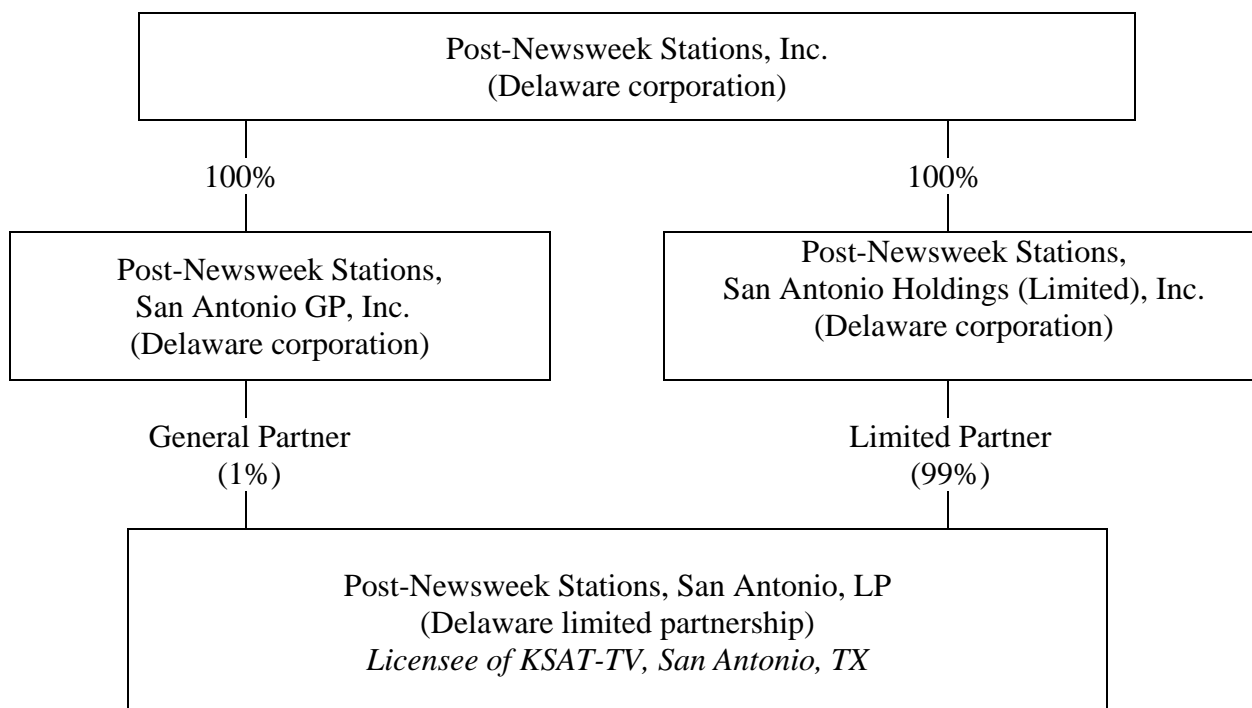 Post-Newsweek Stations, Inc.
(Delaware corporation)
100%
100%
Post-Newsweek Stations,
San Antonio GP, Inc.
(Delaware corporation)
Post-Newsweek Stations,
San Antonio Holdings (Limited), Inc.
(Delaware corporation)
General Partner
(1%)
Limited Partner
(99%)
Post-Newsweek Stations, San Antonio, LP
(Delaware limited partnership)
Licensee of KSAT-TV, San Antonio, TX